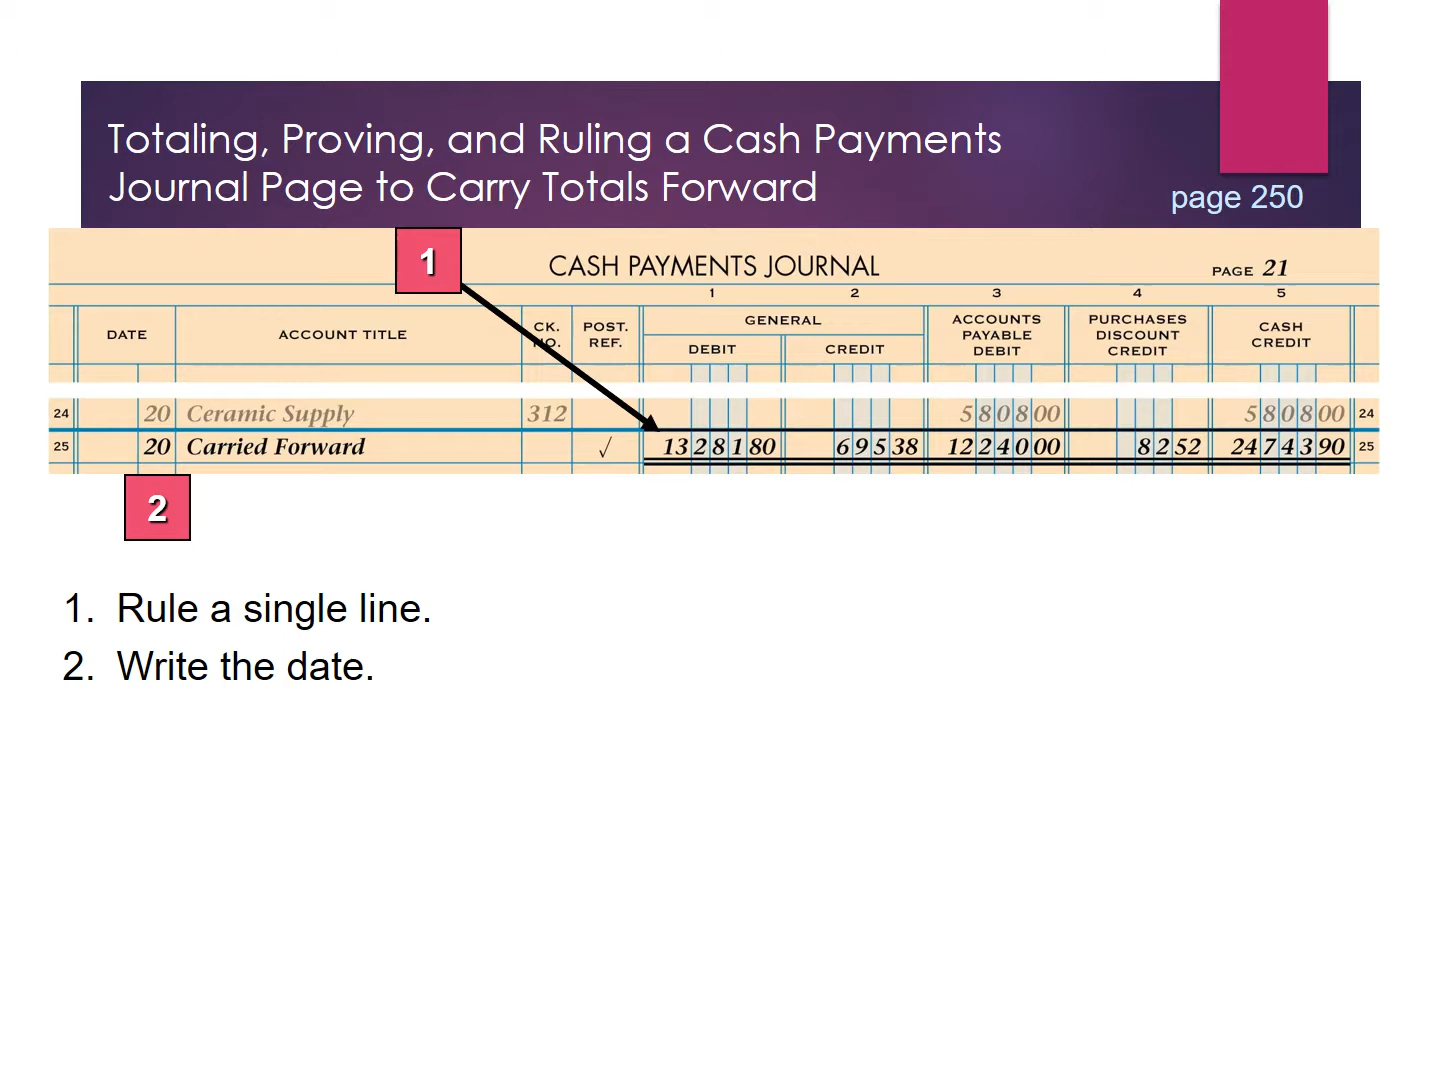 Totaling, Proving, and Ruling a Cash Payments
Journal Page to Carry Totals Forward
page 250
1
CASH PAYMENTS JOURNAL
PAGE 21
1 2 3 4 5
DATE ACCOUNT TITLE CK. NO. POST. REF. GENERAL DEBIT CREDIT ACCOUNTS PAYABLE DEBIT PURCHASES DISCOUNT CREDIT CASH CREDIT
24 20 Ceramic Supply 312 5 8 0 8 00 5 8 0 8 00 24
25 20 Carried Forward √ 13 2 8 1 80 6 9 5 38 12 2 4 0 00 8 2 52 24 7 4 3 90 25
2
1. Rule a single line.
2. Write the date.